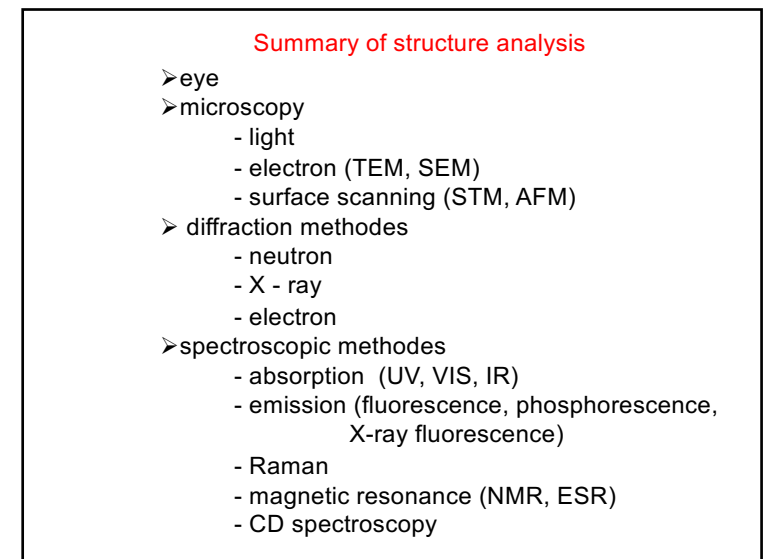 Summary of structure analysis
➢eye
➢microscopy
- light
- electron (TEM, SEM)
- surface scanning (STM, AFM)
➢ diffraction methodes
- neutron
- X - ray
- electron
➢spectroscopic methodes
- absorption  (UV, VIS, IR)
- emission (fluorescence, phosphorescence,
X-ray fluorescence)
- Raman
- magnetic resonance (NMR, ESR)
- CD spectroscopy